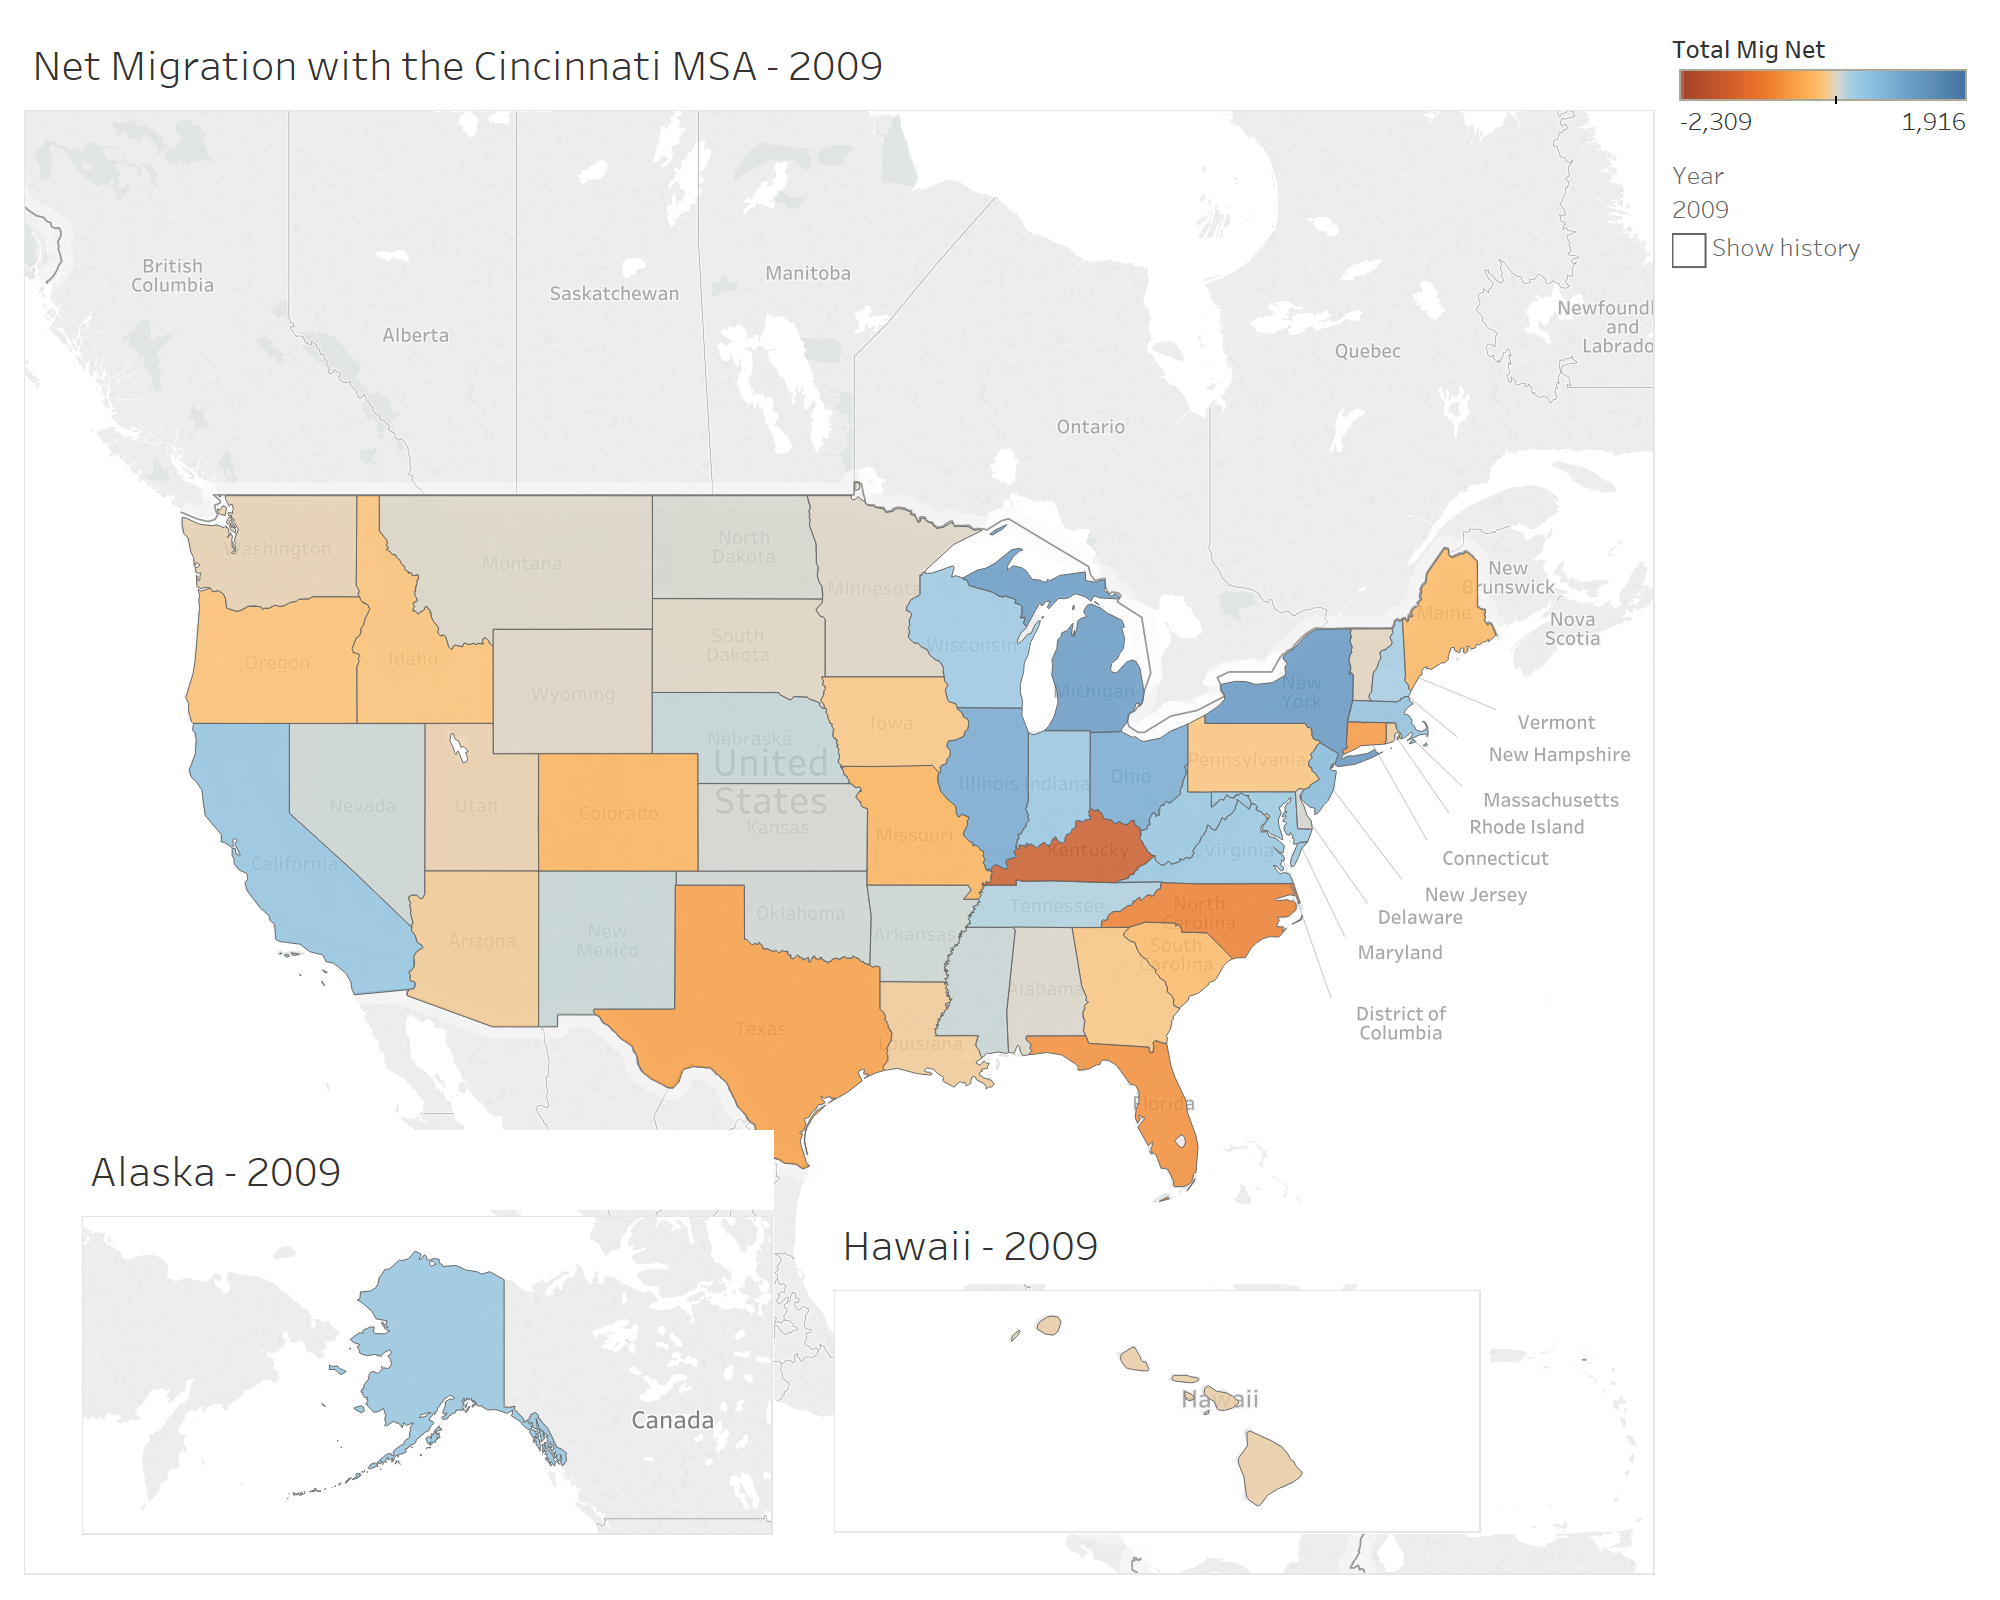 Net Migration with the Cincinnati MSA - 2009
Total Mig Net
-2,309
1,916
Year
2009
Show history
British
Columbia
Alberta
Saskatchewan
Manitoba
Ontario
Quebec
Newfoundl
and
Labrado
New
Brunswick
Nova
Scotia
Washington
Montana
North
Dakota
Minnesota
Oregon
Idaho
South
Dakota
Wisconsin
Wyoming
Michigan
New
York
Maine
Iowa
Nebraska
United
States
Nevada
Utah
Colorado
Kansas
Missouri
Illinois
Indiana
Ohio
Pennsylvania
California
Kentucky
Virginia
Vermont
New Hampshire
Massachusetts
Rhode Island
Connecticut
New Jersey
Delaware
Maryland
District of
Columbia
Arizona
New
Mexico
Oklahoma
Arkansas
Tennessee
North
Carolina
South
Carolina
Alabama
Texas
Louisiana
Florida
Alaska - 2009
Canada
Hawaii - 2009
Hawaii